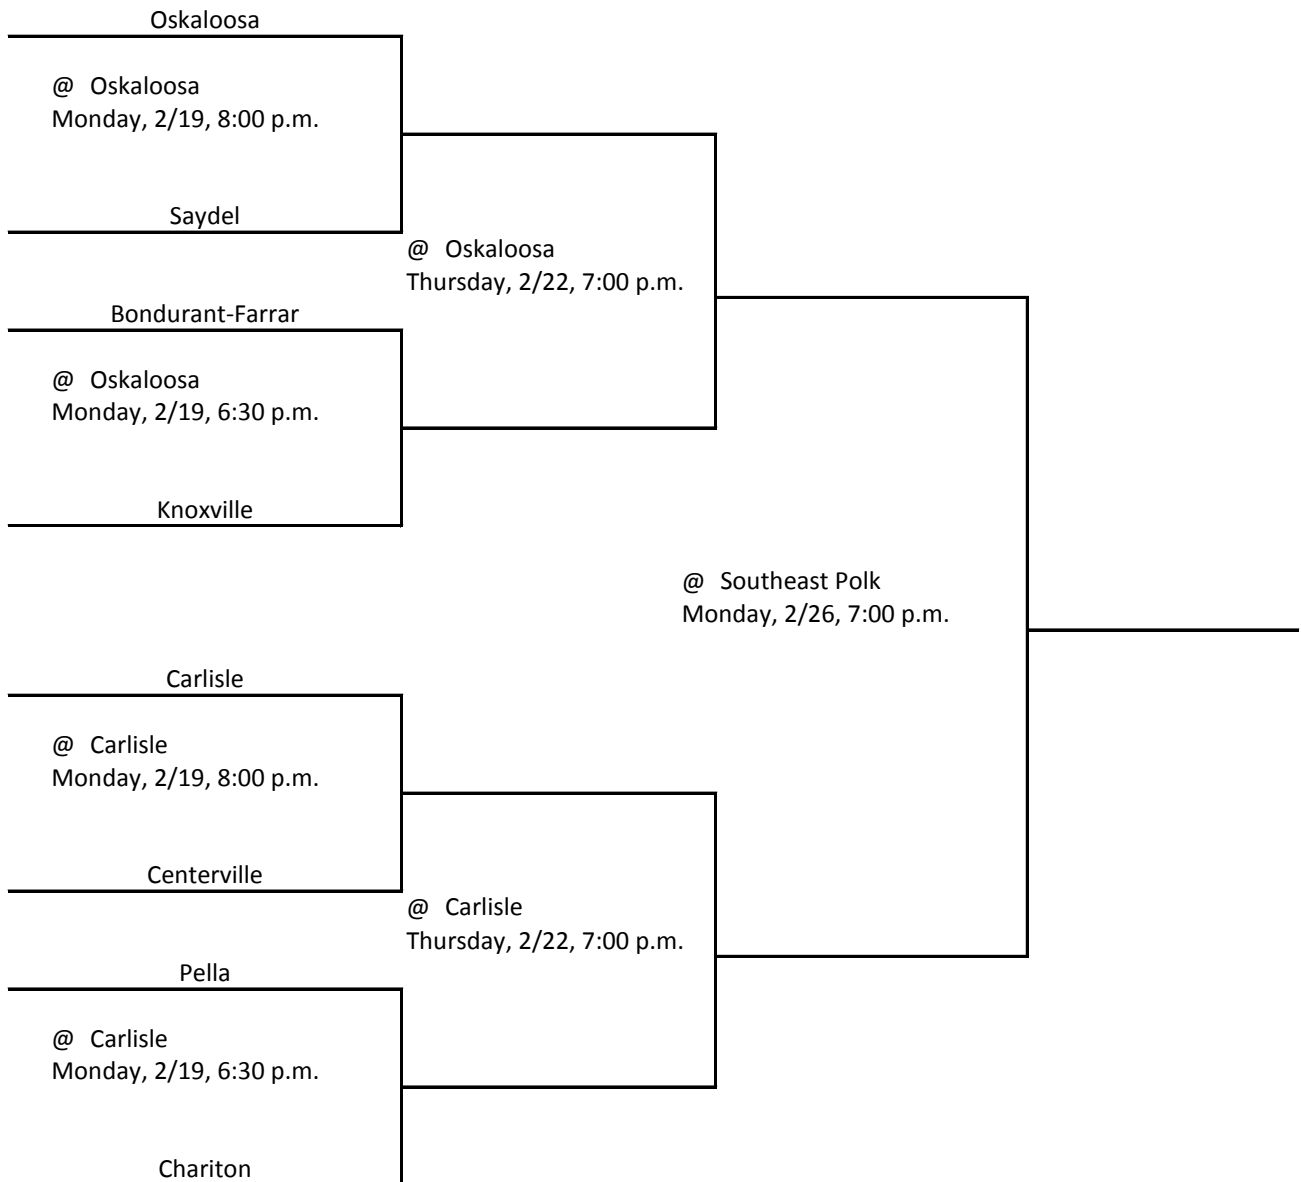 Oskaloosa
@ Oskaloosa
Monday, 2/19, 8:00 p.m.
Saydel
@ Oskaloosa
Thursday, 2/22, 7:00 p.m.
Bondurant-Farrar
@ Oskaloosa
Monday, 2/19, 6:30 p.m.
Knoxville
@ Southeast Polk
Monday, 2/26, 7:00 p.m.
Carlisle
@ Carlisle
Monday, 2/19, 8:00 p.m.
Centerville
@ Carlisle
Thursday, 2/22, 7:00 p.m.
Pella
@ Carlisle
Monday, 2/19, 6:30 p.m.
Chariton